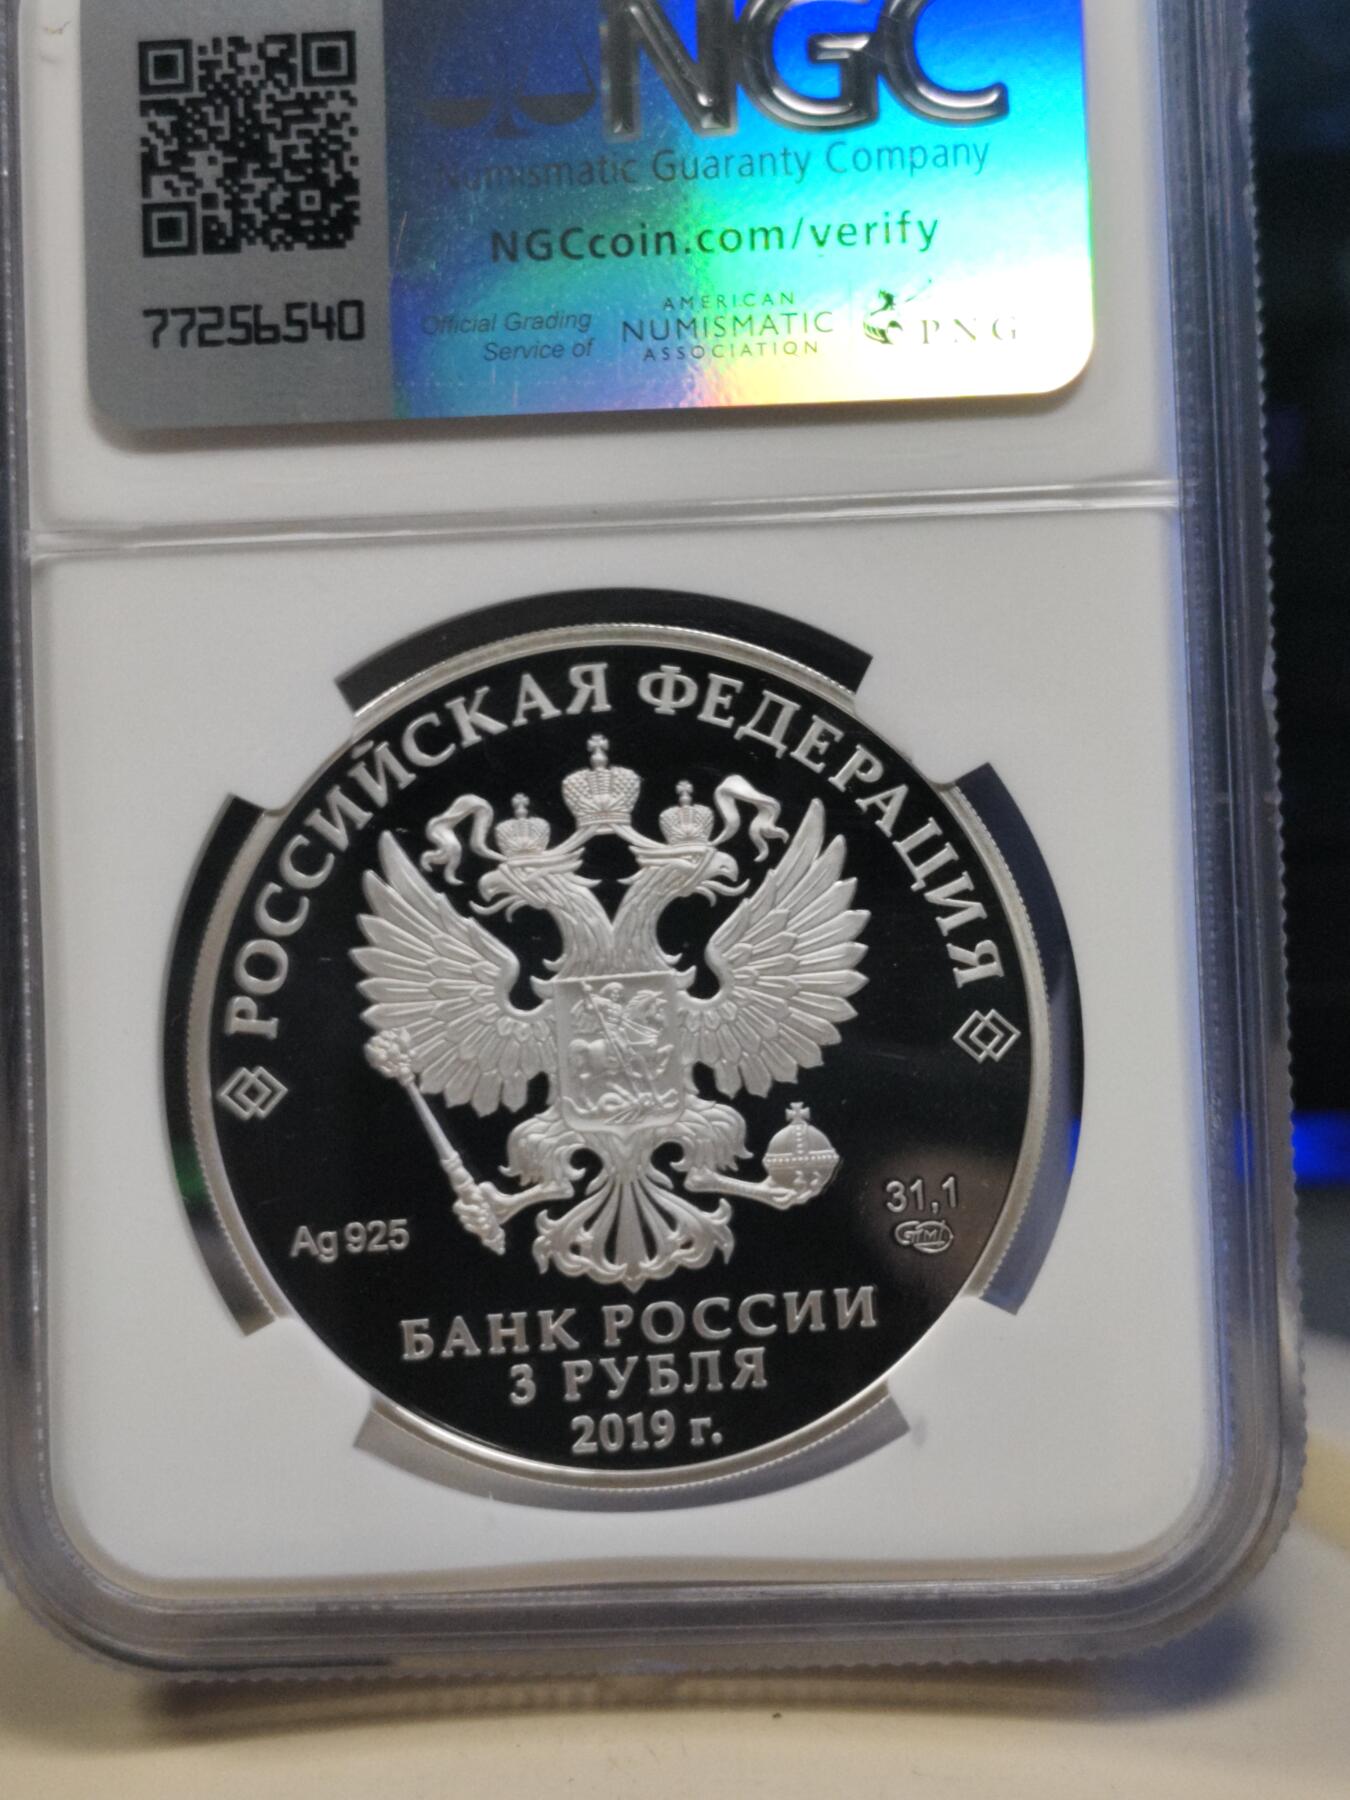 NGC
Numismatic Guaranty Company
NGCcoin.com/verify
77256540
Official Grading
Service of
AMERICAN
NUMISMATIC
ASSOCIATION
PNG
РОССИЙСКАЯ ФЕДЕРАЦИЯ
Ag 925
31,1
БАНК РОССИИ
3 РУБЛЯ
2019 г.